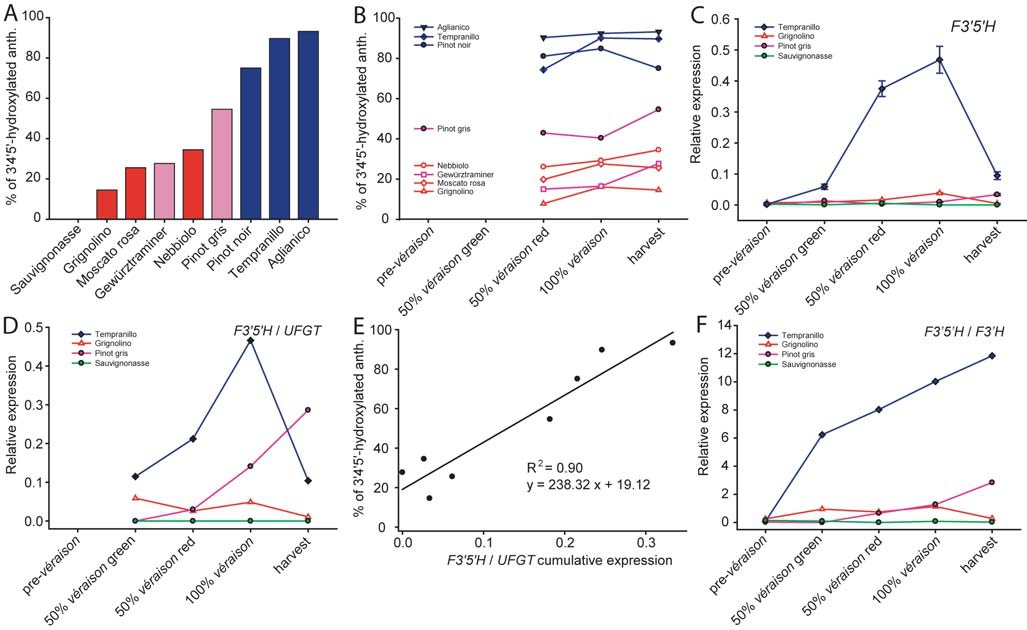 A
% of 3'4'5'-hydroxylated anth.
100
80
60
40
20
0
Sauvignonasse
Grignolino
Moscato rosa
Gewürztraminer
Nebbiolo
Pinot gris
Pinot noir
Tempranillo
Aglianico
B
% of 3'4'5'-hydroxylated anth.
100
80
60
40
20
0
Aglianico
Tempranillo
Pinot noir
Pinot gris
Nebbiolo
Gewürztraminer
Moscato rosa
Grignolino
pre-véraison
50% véraison green
50% véraison red
100% véraison
harvest
C
F3'5'H
Relative expression
0.6
0.5
0.4
0.3
0.2
0.1
0.0
Tempranillo
Grignolino
Pinot gris
Sauvignonasse
pre-véraison
50% véraison green
50% véraison red
100% véraison
harvest
D
F3'5'H / UFGT
Relative expression
0.5
0.4
0.3
0.2
0.1
0.0
Tempranillo
Grignolino
Pinot gris
Sauvignonasse
pre-véraison
50% véraison green
50% véraison red
100% véraison
harvest
E
% of 3'4'5'-hydroxylated anth.
100
80
60
40
20
0
R² = 0.90
y = 238.32 x + 19.12
0.0 0.1 0.2 0.3
F3'5'H / UFGT cumulative expression
F
F3'5'H / F3'H
Relative expression
14
12
10
8
6
4
2
0
Tempranillo
Grignolino
Pinot gris
Sauvignonasse
pre-véraison
50% véraison green
50% véraison red
100% véraison
harvest